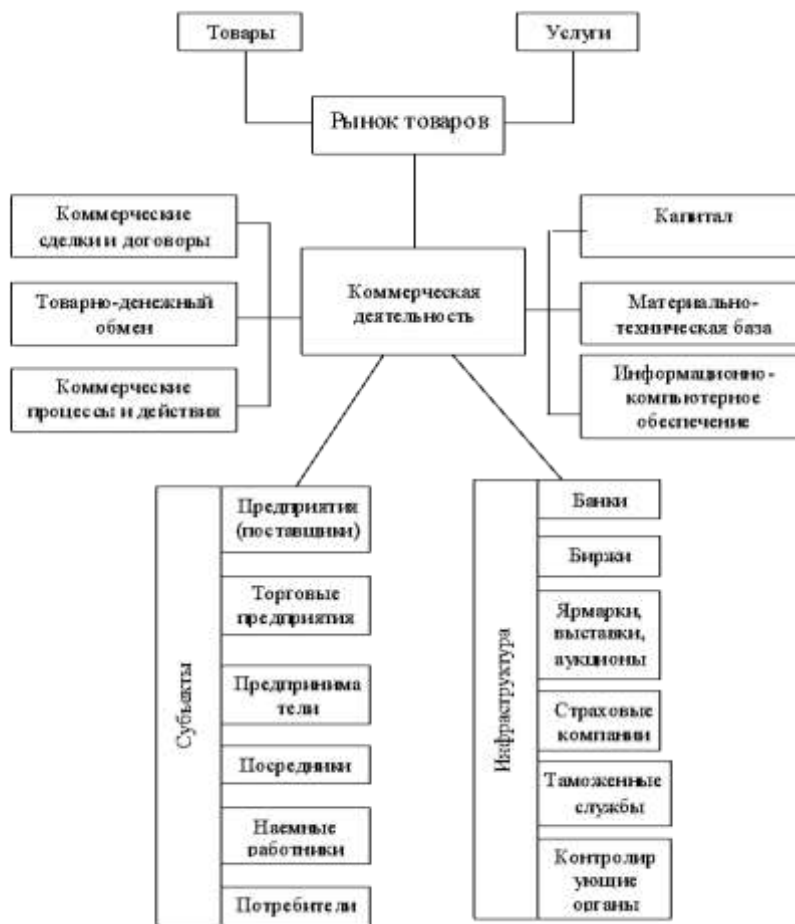 Товары
Услуги
Рынок товаров
Коммерческие
сделки и договоры
Товарно-денежный
обмен
Коммерческие
процессы и действия
Коммерческая
деятельность
Капитал
Материально-
техническая база
Информационно-
компьютерное
обеспечение
Субъекты
Предприятия
(поставщики)
Торговые
предприятия
Предпринима
тели
Посредники
Наемные
работники
Потребители
Инфраструктура
Банки
Биржи
Ярмарки,
выставки,
аукционы
Страховые
компании
Таможенные
службы
Контролир
ующие
органы